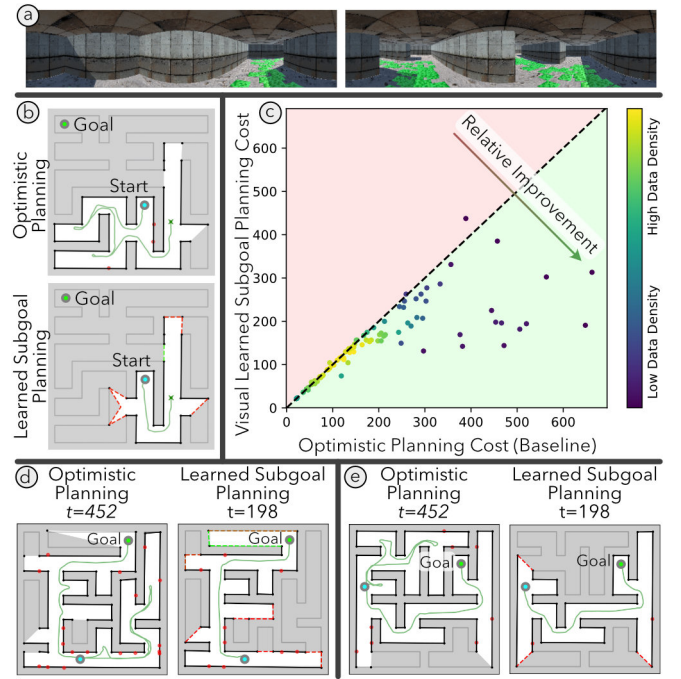 a
b
Goal
Start
Optimistic
Planning
Goal
Start
Learned Subgoal
Planning
c
Visual Learned Subgoal Planning Cost
600
500
400
300
200
100
0
0 100 200 300 400 500 600
Optimistic Planning Cost (Baseline)
Relative Improvement
High Data Density
Low Data Density
d
Optimistic
Planning
t=452
Goal
Learned Subgoal
Planning
t=198
Goal
e
Optimistic
Planning
t=452
Goal
Learned Subgoal
Planning
t=198
Goal